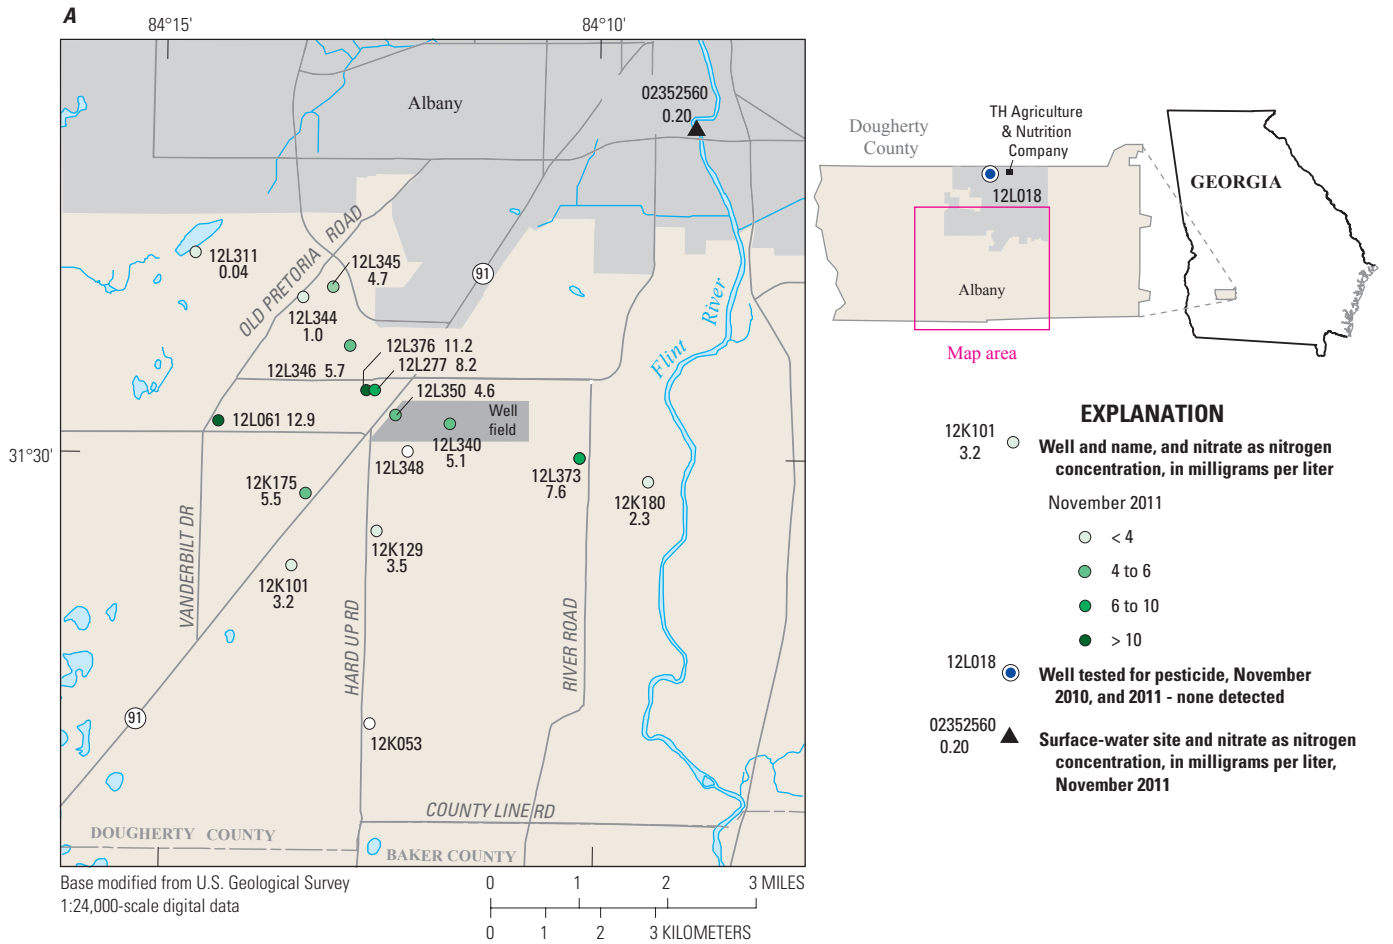 A
84°15'
84°10'
Albany
02352560
0.20
OLD PRETORIA ROAD
12L311
0.04
12L345
4.7
91
12L344
1.0
12L376 11.2
12L277 8.2
12L346 5.7
12L350 4.6
Flint River
12L061 12.9
Well
field
12L340
5.1
31°30'
12L348
12L373
7.6
12K175
5.5
12K180
2.3
VANDERBILT DR
12K129
3.5
12K101
3.2
HARD UP RD
RIVER ROAD
91
12K053
COUNTY LINE RD
DOUGHERTY COUNTY
BAKER COUNTY
Base modified from U.S. Geological Survey
1:24,000-scale digital data
0 1 2 3 MILES
0 1 2 3 KILOMETERS
Dougherty
County
TH Agriculture
& Nutrition
Company
12L018
Albany
Map area
GEORGIA
EXPLANATION
12K101
3.2
Well and name, and nitrate as nitrogen
concentration, in milligrams per liter
November 2011
< 4
4 to 6
6 to 10
> 10
12L018
Well tested for pesticide, November
2010, and 2011 - none detected
02352560
0.20
Surface-water site and nitrate as nitrogen
concentration, in milligrams per liter,
November 2011